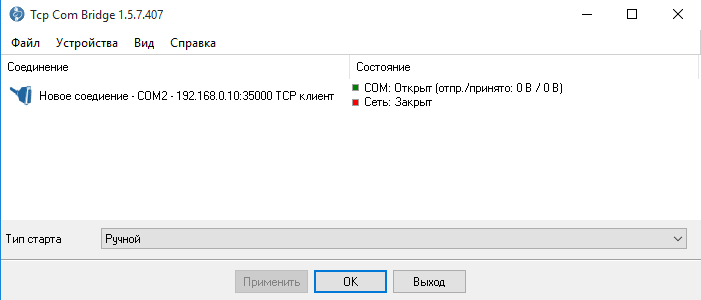 Tcp Com Bridge 1.5.7.407
Файл Устройства Вид Справка
Соединение Состояние
Новое соедиение - COM2 - 192.168.0.10:35000 TCP клиент
COM: Открыт (отпр./принято: 0 B / 0 B)
Сеть: Закрыт
Тип старта Ручной
Применить OK Выход